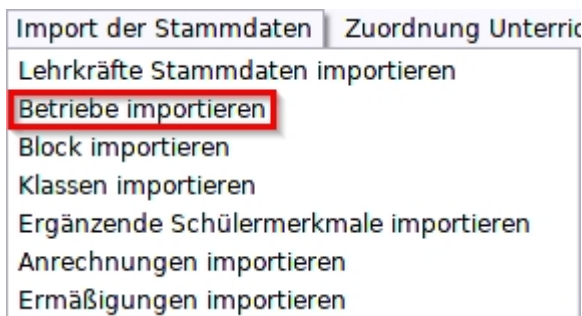 Import der Stammdaten Zuordnung
Lehrkräfte Stammdaten importieren
Betriebe importieren
Block importieren
Klassen importieren
Ergänzende Schülermerkmale importieren
Anrechnungen importieren
Ermäßigungen importieren